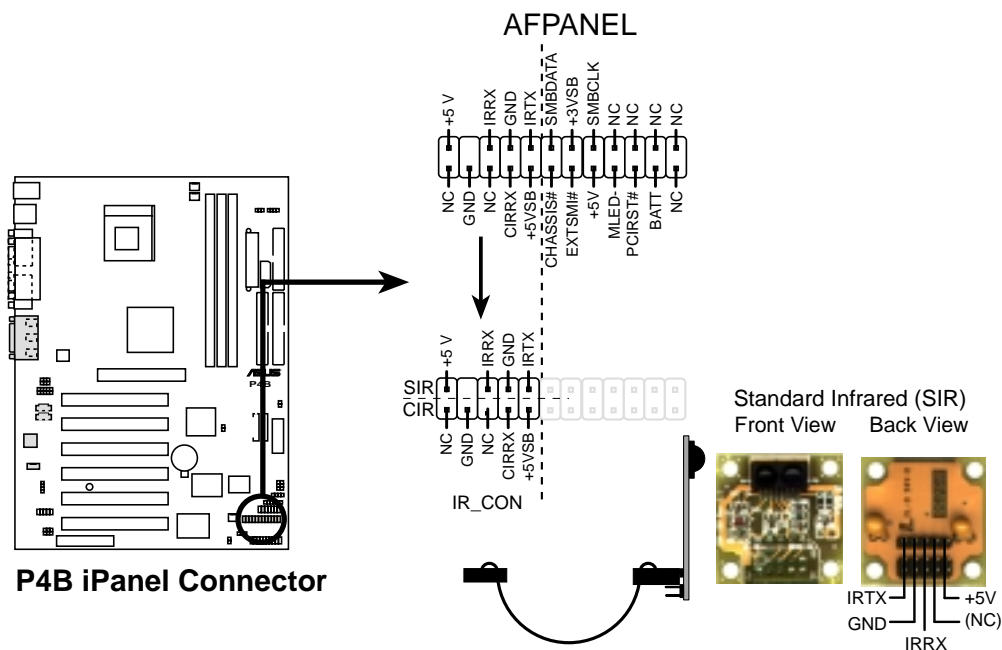 AFPANEL
+5 V
IRRX
GND
IRTX
SMBDATA
+3VSB
SMBCLK
NC
NC
NC
NC
NC
GND
NC
CIRRX
+5VSB
CHASSIS#
EXTSMI#
+5V
MLED-
PCIRST#
BATT
NC
ASUS
P4B
+5 V
IRRX
GND
IRTX
SIR
CIR
NC
GND
NC
CIRRX
+5VSB
IR_CON
P4B iPanel Connector
Standard Infrared (SIR)
Front View Back View
IRTX
+5V
GND
(NC)
IRRX